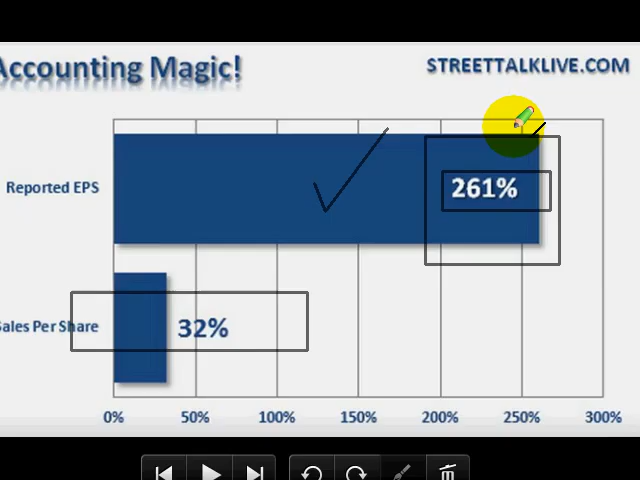 Accounting Magic!
STREETTALKLIVE.COM
Reported EPS
261%
Sales Per Share
32%
0% 50% 100% 150% 200% 250% 300%